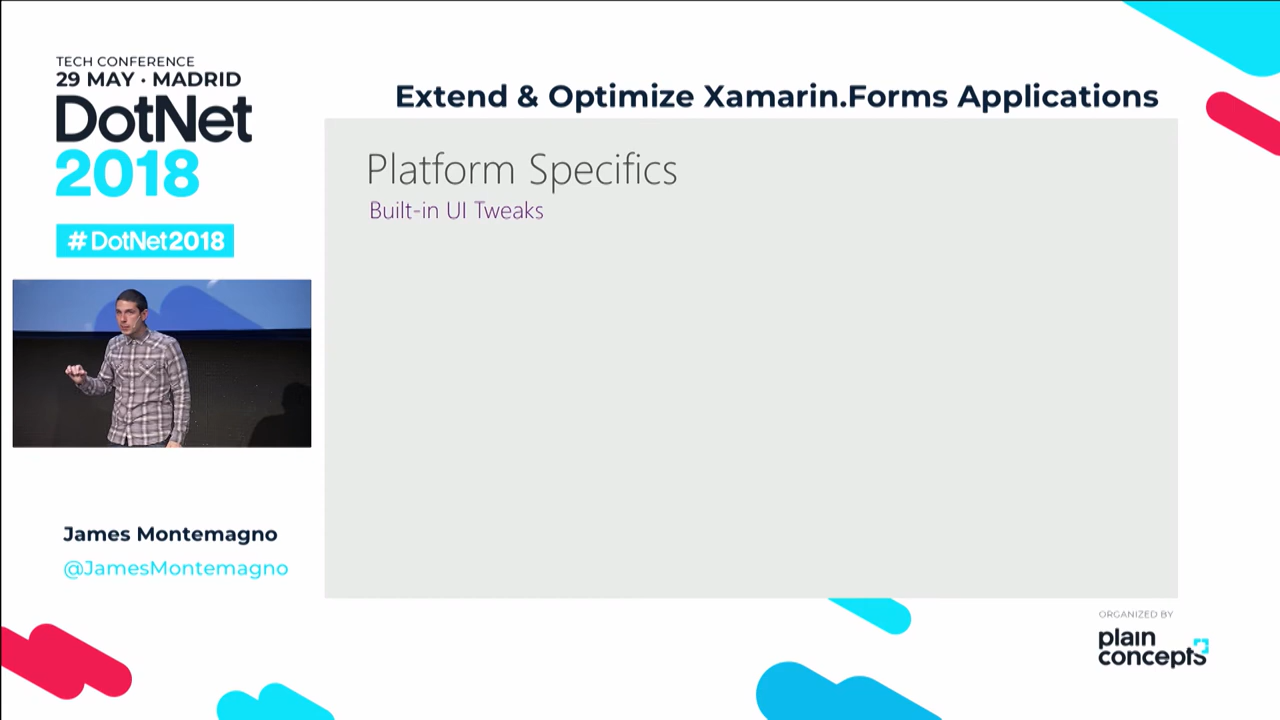 TECH CONFERENCE
29 MAY · MADRID
DotNet
2018
#DotNet2018
Extend & Optimize Xamarin.Forms Applications
Platform Specifics
Built-in UI Tweaks
James Montemagno
@JamesMontemagno
ORGANIZED BY
plain
concepts